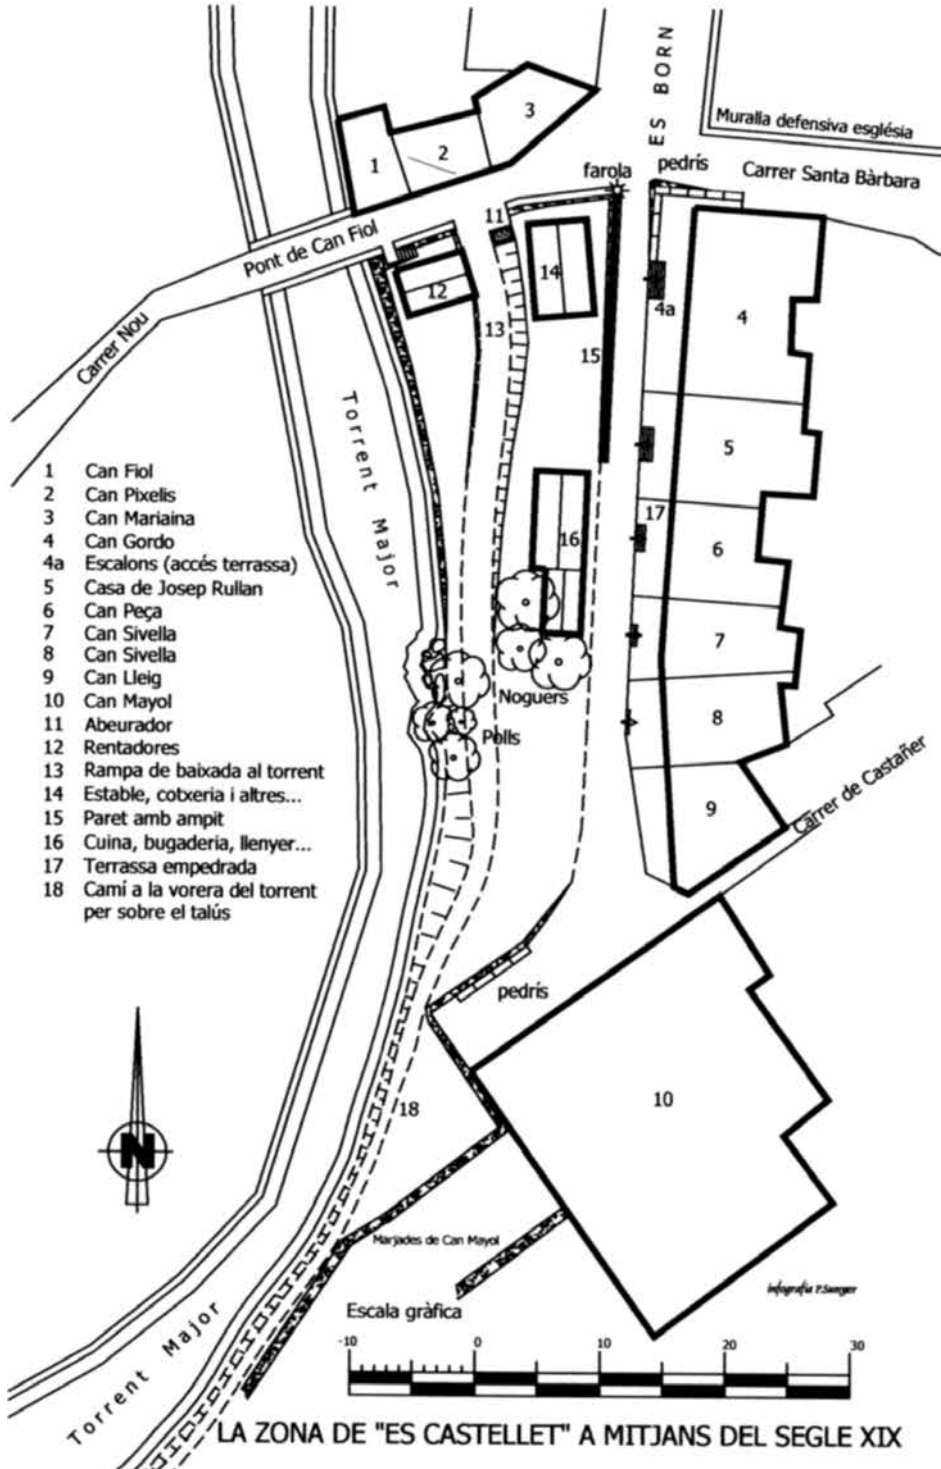 ES BORN
Muralla defensiva església
3
2
1
farola
pedrís
Carrer Santa Bàrbara
11
Pont de Can Fiol
14
12
4a
4
13
Carrer Nou
15
Torrent Major
5
1 Can Fiol
2 Can Pixelis
3 Can Mariaina
4 Can Gordo
4a Escalons (accés terrassa)
5 Casa de Josep Rullan
6 Can Peça
7 Can Sivella
8 Can Sivella
9 Can Lleig
10 Can Mayol
11 Abeurador
12 Rentadores
13 Rampa de baixada al torrent
14 Estable, cotxeria i altres...
15 Paret amb ampit
16 Cuina, bugaderia, llenyer...
17 Terrassa empedrada
18 Camí a la vorera del torrent
per sobre el talús
17
16
6
7
Noguers
8
Polls
Carrer de Castañer
9
pedrís
10
18
N
Marjades de Can Mayol
infografia P.Sunyer
Escala gràfica
-10 0 10 20 30
Torrent Major
LA ZONA DE "ES CASTELLET" A MITJANS DEL SEGLE XIX